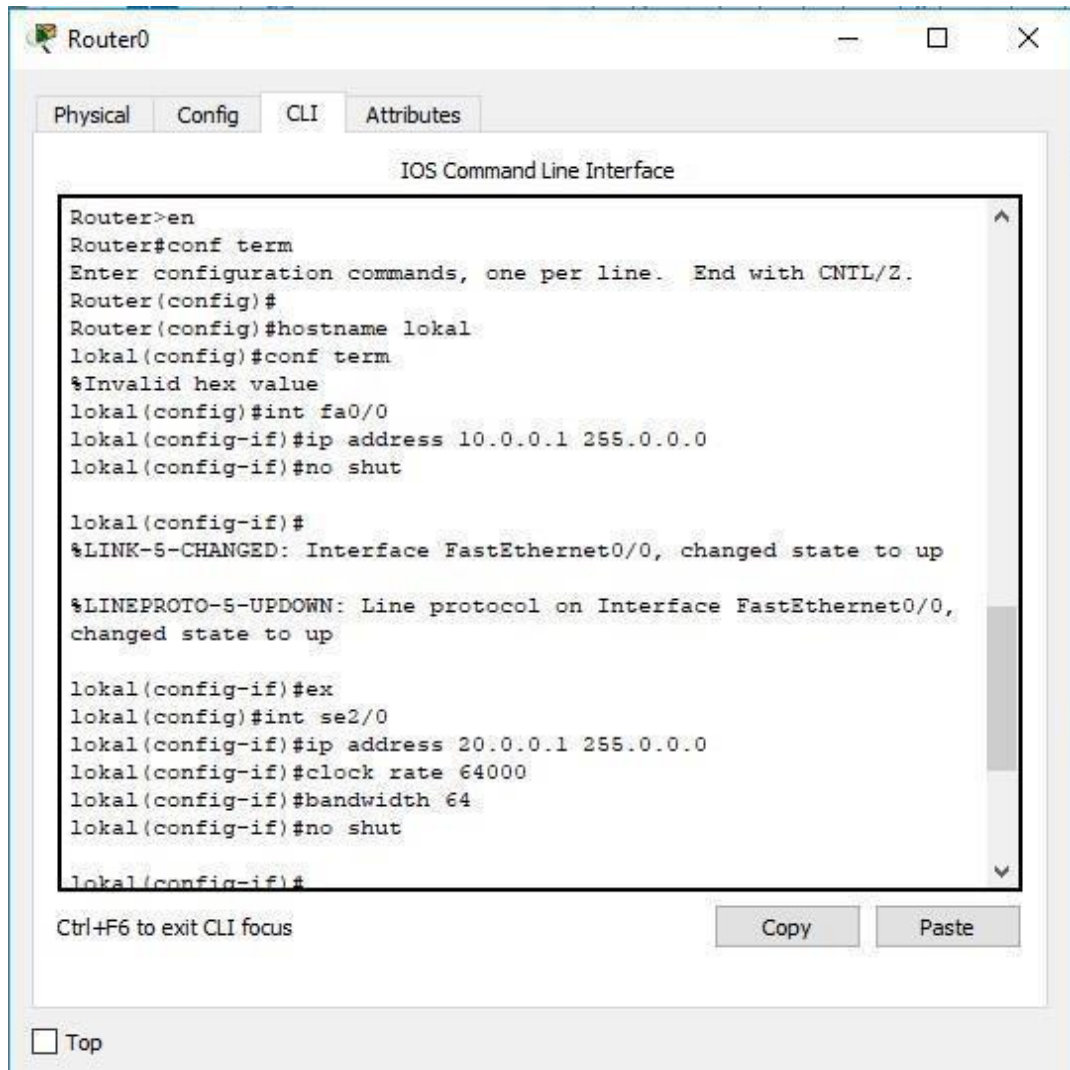 Router0
Physical Config CLI Attributes
IOS Command Line Interface
Router>en
Router#conf term
Enter configuration commands, one per line.  End with CNTL/Z.
Router(config)#
Router(config)#hostname lokal
lokal(config)#conf term
%Invalid hex value
lokal(config)#int fa0/0
lokal(config-if)#ip address 10.0.0.1 255.0.0.0
lokal(config-if)#no shut
lokal(config-if)#
%LINK-5-CHANGED: Interface FastEthernet0/0, changed state to up
%LINEPROTO-5-UPDOWN: Line protocol on Interface FastEthernet0/0,
changed state to up
lokal(config-if)#ex
lokal(config)#int se2/0
lokal(config-if)#ip address 20.0.0.1 255.0.0.0
lokal(config-if)#clock rate 64000
lokal(config-if)#bandwidth 64
lokal(config-if)#no shut
lokal(config-if)#
Ctrl+F6 to exit CLI focus
Copy Paste
Top